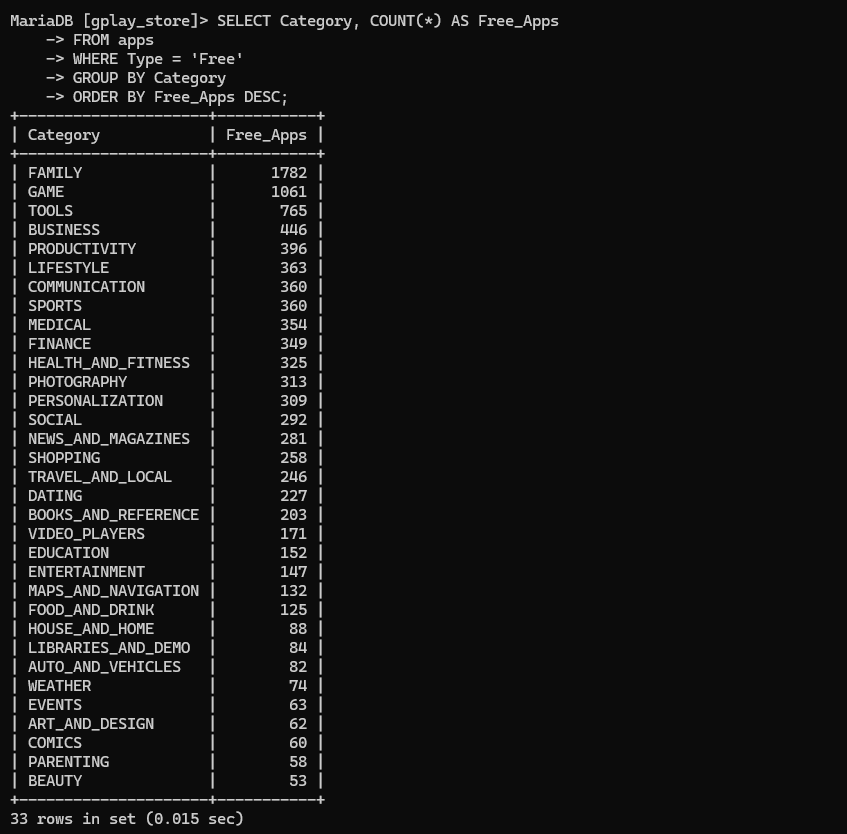 MariaDB [gplay_store]> SELECT Category, COUNT(*) AS Free_Apps
    -> FROM apps
    -> WHERE Type = 'Free'
    -> GROUP BY Category
    -> ORDER BY Free_Apps DESC;
+---------------------+-----------+
| Category            | Free_Apps |
+---------------------+-----------+
| FAMILY              |      1782 |
| GAME                |      1061 |
| TOOLS               |       765 |
| BUSINESS            |       446 |
| PRODUCTIVITY        |       396 |
| LIFESTYLE           |       363 |
| COMMUNICATION       |       360 |
| SPORTS              |       360 |
| MEDICAL             |       354 |
| FINANCE             |       349 |
| HEALTH_AND_FITNESS  |       325 |
| PHOTOGRAPHY         |       313 |
| PERSONALIZATION     |       309 |
| SOCIAL              |       292 |
| NEWS_AND_MAGAZINES  |       281 |
| SHOPPING            |       258 |
| TRAVEL_AND_LOCAL    |       246 |
| DATING              |       227 |
| BOOKS_AND_REFERENCE |       203 |
| VIDEO_PLAYERS       |       171 |
| EDUCATION           |       152 |
| ENTERTAINMENT       |       147 |
| MAPS_AND_NAVIGATION |       132 |
| FOOD_AND_DRINK      |       125 |
| HOUSE_AND_HOME      |        88 |
| LIBRARIES_AND_DEMO  |        84 |
| AUTO_AND_VEHICLES   |        82 |
| WEATHER             |        74 |
| EVENTS              |        63 |
| ART_AND_DESIGN      |        62 |
| COMICS              |        60 |
| PARENTING           |        58 |
| BEAUTY              |        53 |
+---------------------+-----------+
33 rows in set (0.015 sec)